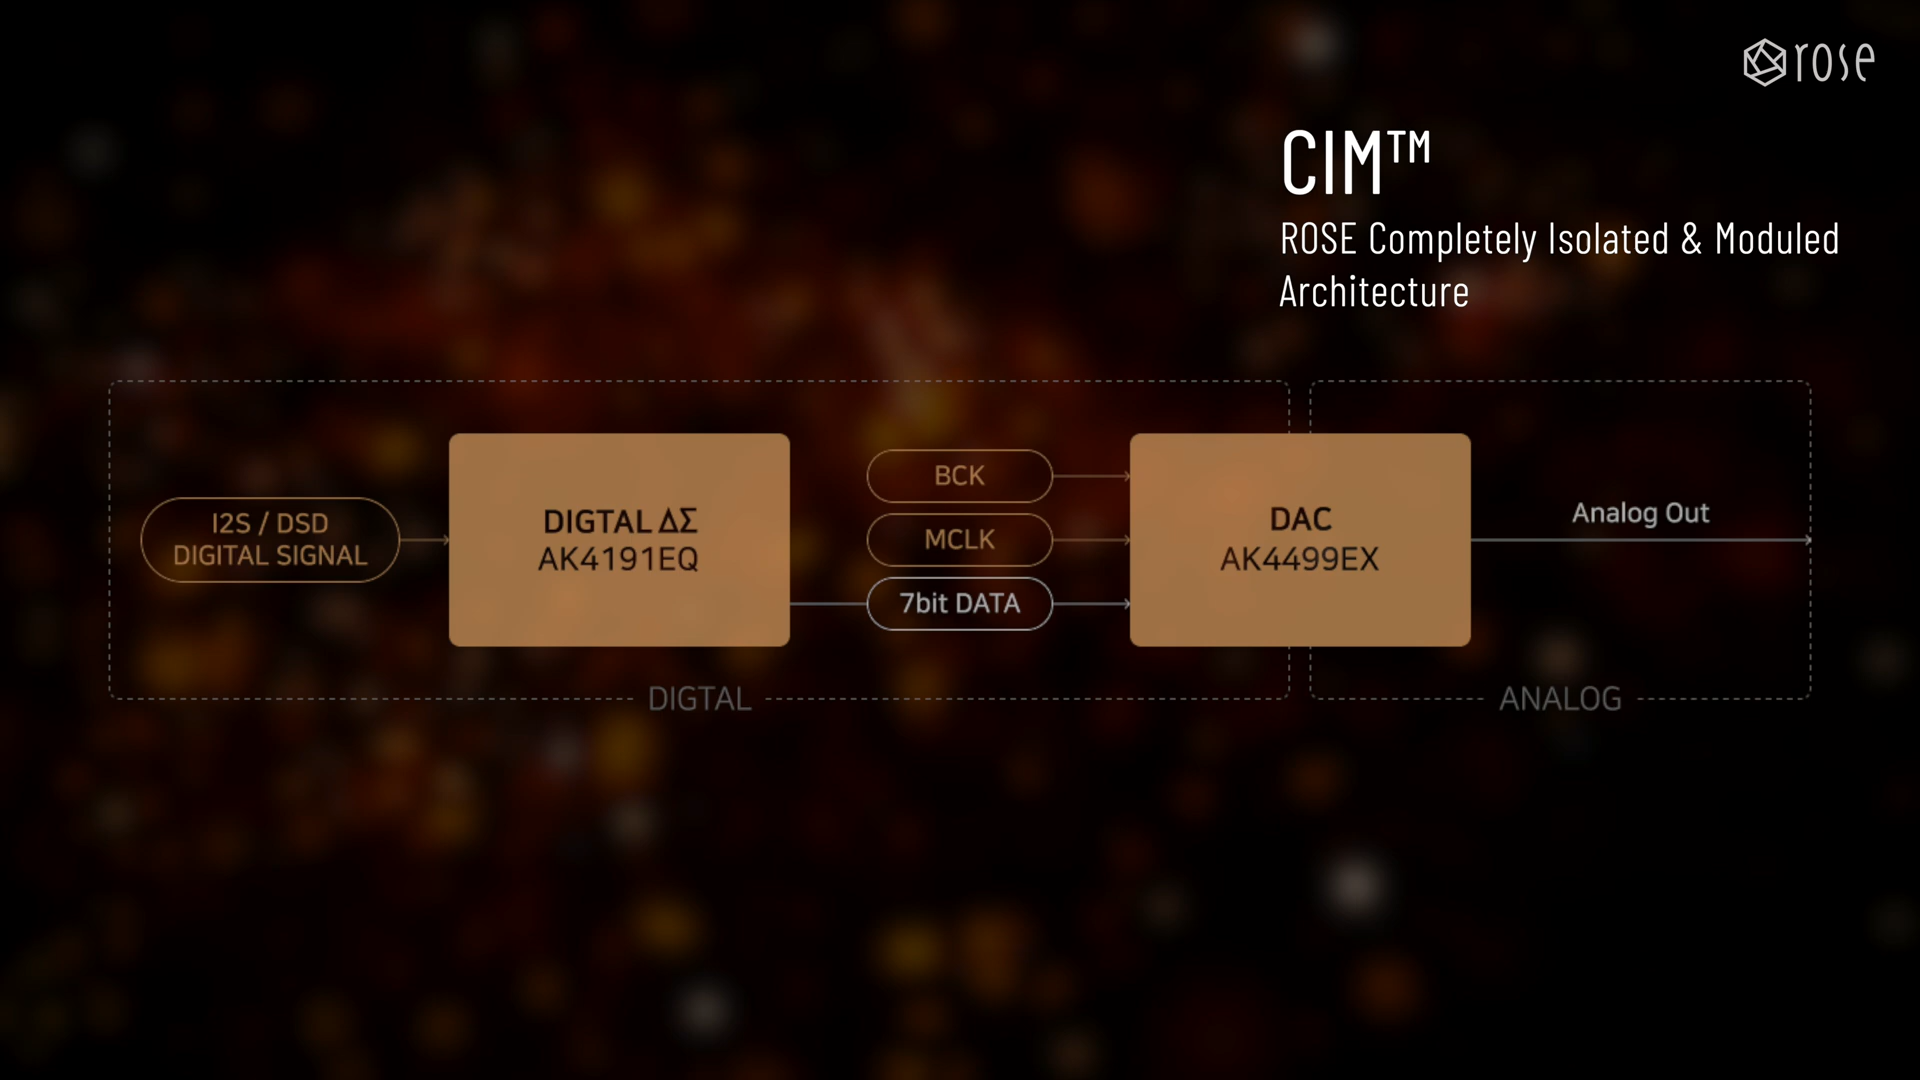 rose
CIM™
ROSE Completely Isolated & Moduled
Architecture
I2S / DSD
DIGITAL SIGNAL
DIGTAL ΔΣ
AK4191EQ
BCK
MCLK
7bit DATA
DAC
AK4499EX
Analog Out
DIGTAL
ANALOG